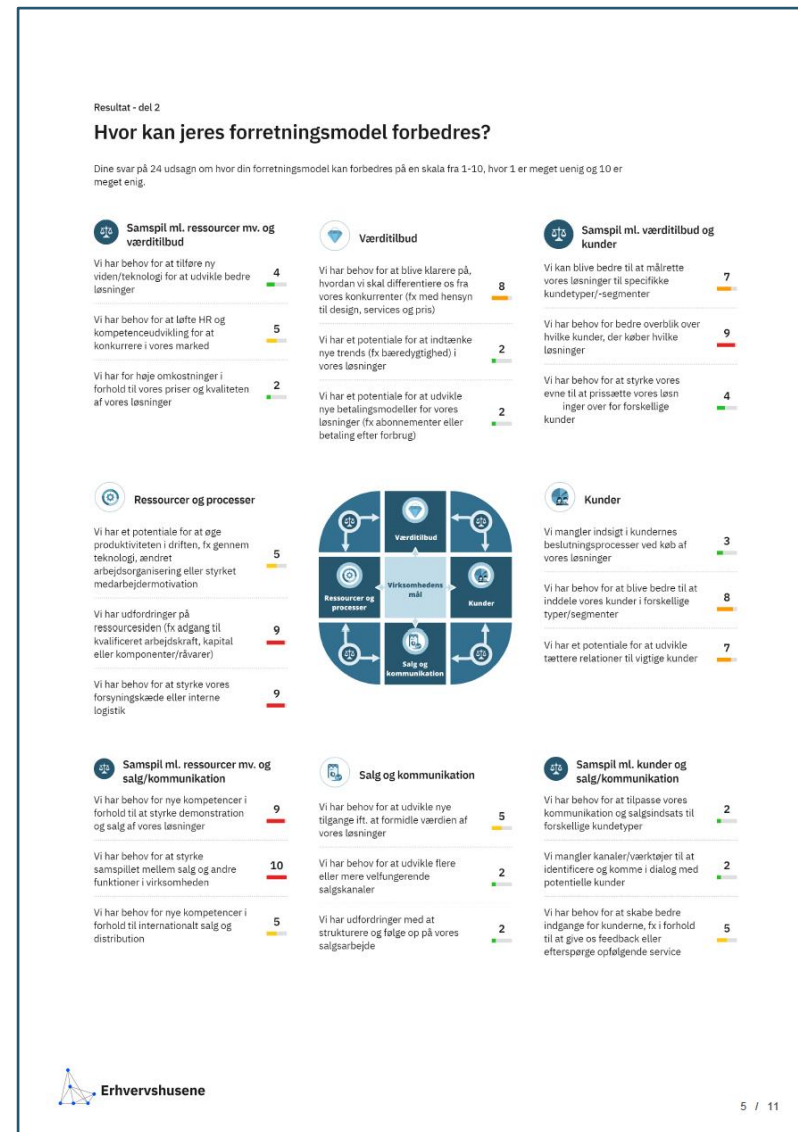 Resultat - del 2
Hvor kan jeres forretningsmodel forbedres?
Dine svar på 24 udsagn om hvor din forretningsmodel kan forbedres på en skala fra 1-10, hvor 1 er meget uenig og 10 er
meget enig.
Samspil ml. ressourcer mv. og
værditilbud
Vi har behov for at tilføre ny
viden/teknologi for at udvikle bedre
løsninger
4
Vi har behov for at løfte HR og
kompetenceudvikling for at
konkurrere i vores marked
5
Vi har for høje omkostninger i
forhold til vores priser og kvaliteten
af vores løsninger
2
Værditilbud
Vi har behov for at blive klarere på,
hvordan vi skal differentiere os fra
vores konkurrenter (fx med hensyn
til design, services og pris)
8
Vi har et potentiale for at indtænke
nye trends (fx bæredygtighed) i
vores løsninger
2
Vi har et potentiale for at udvikle
nye betalingsmodeller for vores
løsninger (fx abonnementer eller
betaling efter forbrug)
2
Samspil ml. værditilbud og
kunder
Vi kan blive bedre til at målrette
vores løsninger til specifikke
kundetyper/-segmenter
7
Vi har behov for bedre overblik over
hvilke kunder, der køber hvilke
løsninger
9
Vi har behov for at styrke vores
evne til at prissætte vores løsn
inger over for forskellige
kunder
4
Ressourcer og processer
Vi har et potentiale for at øge
produktiviteten i driften, fx gennem
teknologi, ændret
arbejdsorganisering eller styrket
medarbejdermotivation
5
Vi har udfordringer på
ressourcesiden (fx adgang til
kvalificeret arbejdskraft, kapital
eller komponenter/råvarer)
9
Vi har behov for at styrke vores
forsyningskæde eller interne
logistik
9
Værditilbud
Ressourcer og
processer
Virksomhedens
mål
Kunder
Salg og
kommunikation
Kunder
Vi mangler indsigt i kundernes
beslutningsprocesser ved køb af
vores løsninger
3
Vi har behov for at blive bedre til at
inddele vores kunder i forskellige
typer/segmenter
8
Vi har et potentiale for at udvikle
tættere relationer til vigtige kunder
7
Samspil ml. ressourcer mv. og
salg/kommunikation
Vi har behov for nye kompetencer i
forhold til at styrke demonstration
og salg af vores løsninger
9
Vi har behov for at styrke
samspillet mellem salg og andre
funktioner i virksomheden
10
Vi har behov for nye kompetencer i
forhold til internationalt salg og
distribution
5
Salg og kommunikation
Vi har behov for at udvikle nye
tilgange ift. at formidle værdien af
vores løsninger
5
Vi har behov for at udvikle flere
eller mere velfungerende
salgskanaler
2
Vi har udfordringer med at
strukturere og følge op på vores
salgsarbejde
2
Samspil ml. kunder og
salg/kommunikation
Vi har behov for at tilpasse vores
kommunikation og salgsindsats til
forskellige kundetyper
2
Vi mangler kanaler/værktøjer til at
identificere og komme i dialog med
potentielle kunder
2
Vi har behov for at skabe bedre
indgange for kunderne, fx i forhold
til at give os feedback eller
efterspørge opfølgende service
5
Erhvervshusene
5 / 11